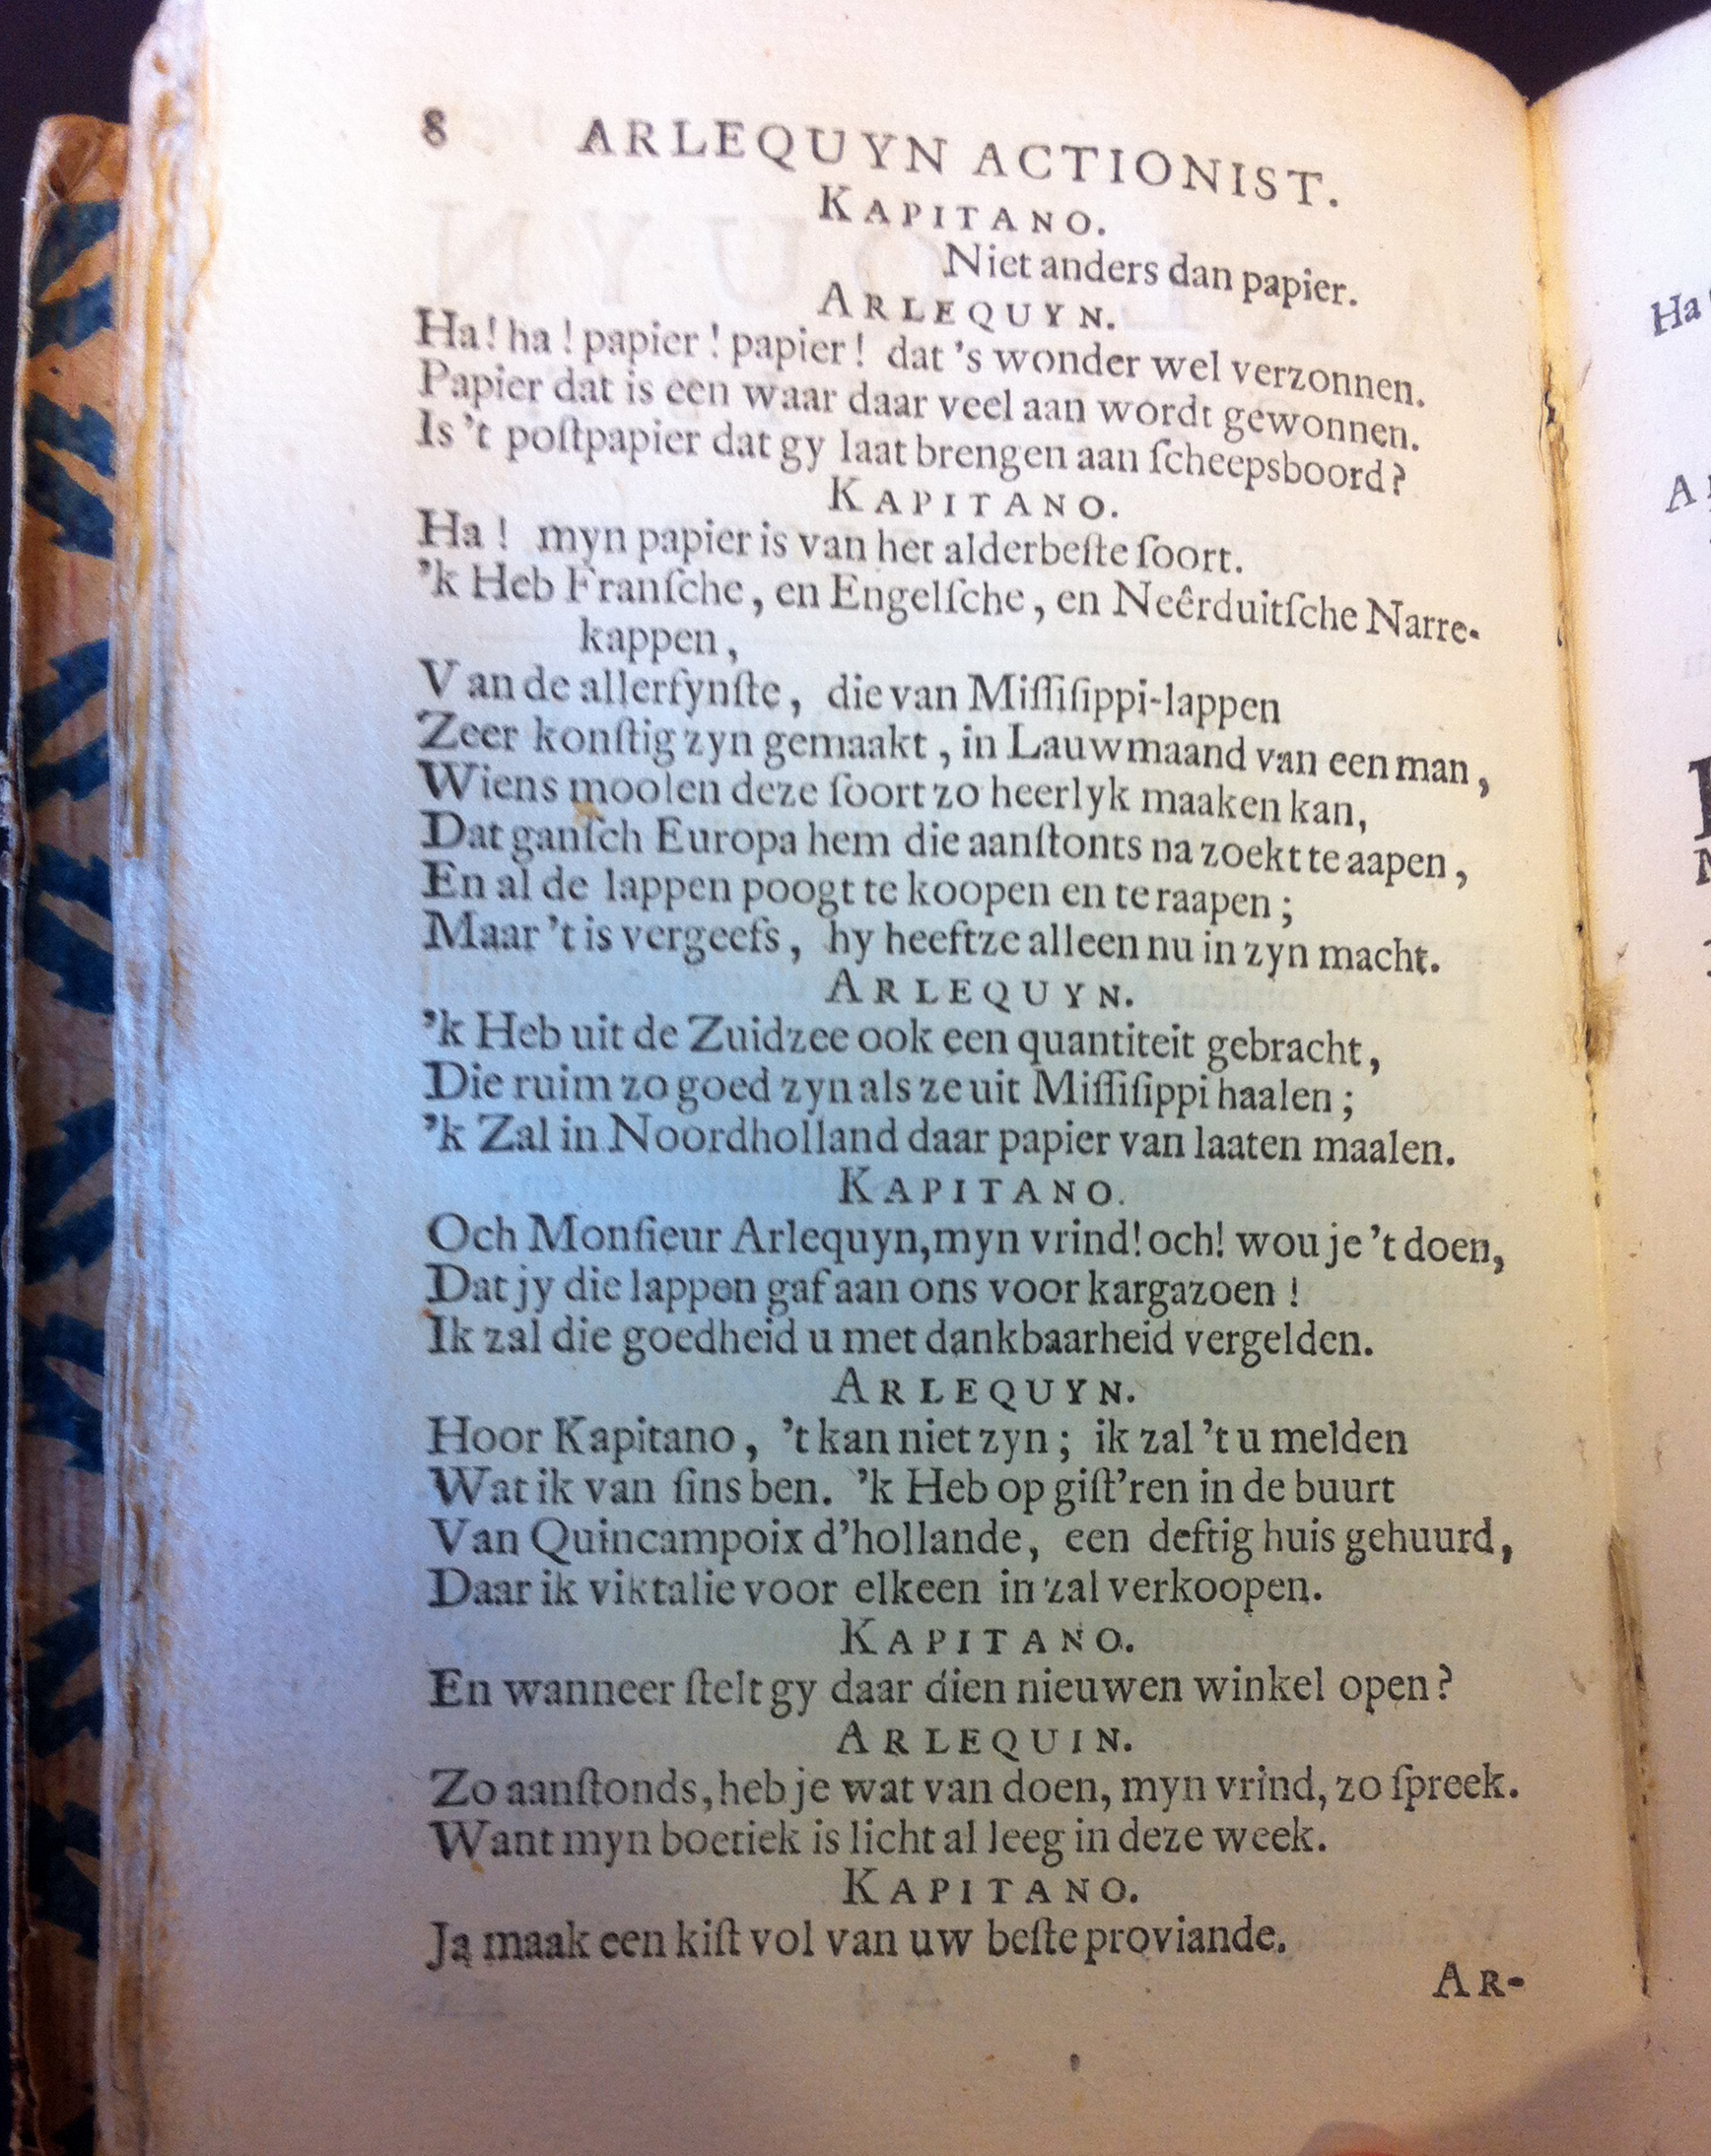 8 ARLEQUYN ACTIONIST.
KAPITANO.
Niet anders dan papier.
ARLEQUYN.
Ha! ha! papier! papier! dat 's wonder wel verzonnen.
Papier dat is een waar daar veel aan wordt gewonnen.
Is 't poſtpapier dat gy laat brengen aan ſcheepsboord?
KAPITANO.
Ha! myn papier is van het alderbeſte ſoort.
'k Heb Franſche, en Engelſche, en Neêrduitſche Narre-
kappen,
Van de allerfynſte, die van Miſſiſippi-lappen
Zeer konſtig zyn gemaakt, in Lauwmaand van een man,
Wiens moolen deze ſoort zo heerlyk maaken kan,
Dat ganſch Europa hem die aanſtonts na zoekt te aapen,
En al de lappen poogt te koopen en te raapen;
Maar 't is vergeefs, hy heeftze alleen nu in zyn macht.
ARLEQUYN.
'k Heb uit de Zuidzee ook een quantiteit gebracht,
Die ruim zo goed zyn als ze uit Miſſiſippi haalen;
'k Zal in Noordholland daar papier van laaten maalen.
KAPITANO.
Och Monſieur Arlequyn, myn vrind! och! wou je 't doen,
Dat jy die lappen gaf aan ons voor kargazoen!
Ik zal die goedheid u met dankbaarheid vergelden.
ARLEQUYN.
Hoor Kapitano, 't kan niet zyn; ik zal 't u melden
Wat ik van ſins ben. 'k Heb op giſt'ren in de buurt
Van Quincampoix d'hollande, een deftig huis gehuurd,
Daar ik viktalie voor elkeen in zal verkoopen.
KAPITANO.
En wanneer ſtelt gy daar dien nieuwen winkel open?
ARLEQUIN.
Zo aanſtonds, heb je wat van doen, myn vrind, zo ſpreek.
Want myn boetiek is licht al leeg in deze week.
KAPITANO.
Ja maak een kiſt vol van uw beſte proviande.
AR-
Ha